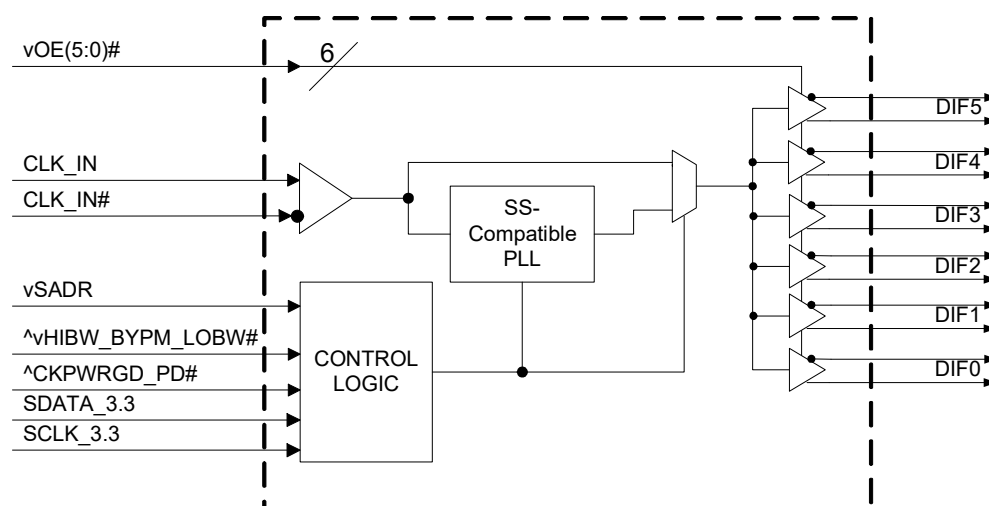 vOE(5:0)#
6
CLK_IN
CLK_IN#
SS-
Compatible
PLL
vSADR
^vHIBW_BYPM_LOBW#
^CKPWRGD_PD#
SDATA_3.3
SCLK_3.3
CONTROL
LOGIC
DIF5
DIF4
DIF3
DIF2
DIF1
DIF0